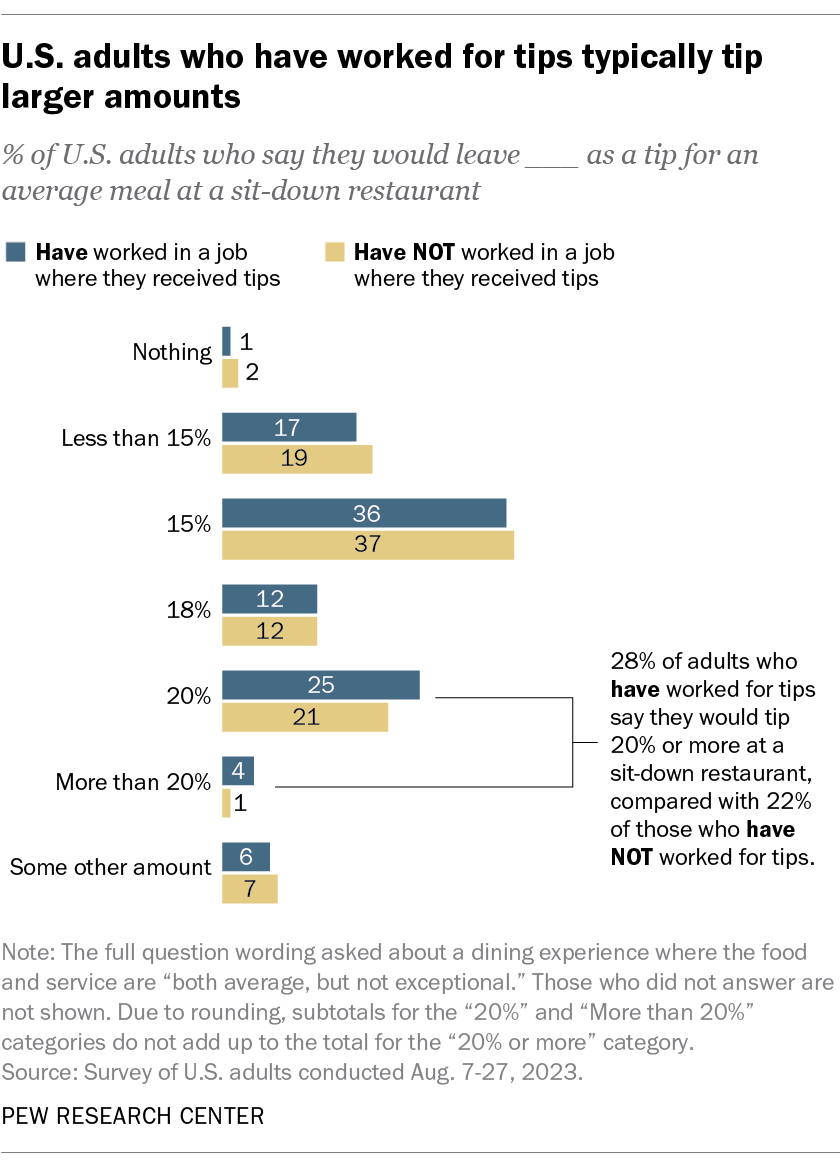 U.S. adults who have worked for tips typically tip
larger amounts
% of U.S. adults who say they would leave ___ as a tip for an
average meal at a sit-down restaurant
Have worked in a job
where they received tips
Have NOT worked in a job
where they received tips
Nothing
1
2
Less than 15%
17
19
15%
36
37
18%
12
12
20%
25
21
More than 20%
4
1
Some other amount
6
7
28% of adults who
have worked for tips
say they would tip
20% or more at a
sit-down restaurant,
compared with 22%
of those who have
NOT worked for tips.
Note: The full question wording asked about a dining experience where the food
and service are “both average, but not exceptional.” Those who did not answer are
not shown. Due to rounding, subtotals for the “20%” and “More than 20%”
categories do not add up to the total for the “20% or more” category.
Source: Survey of U.S. adults conducted Aug. 7-27, 2023.
PEW RESEARCH CENTER